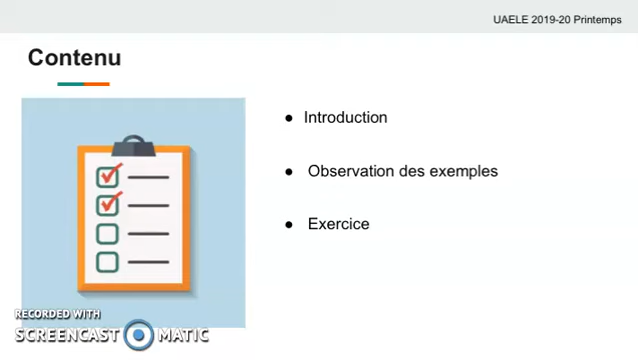 UAELE 2019-20 Printemps
Contenu
● Introduction
● Observation des exemples
● Exercice
RECORDED WITH
SCREENCAST MATIC